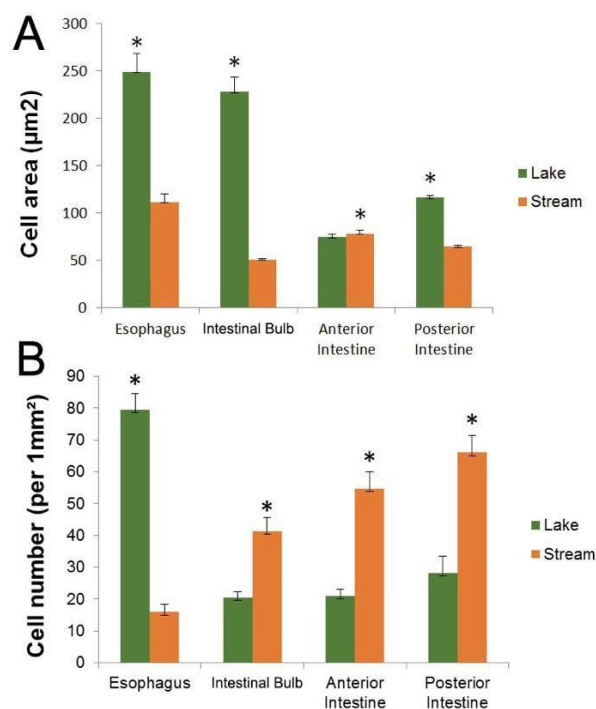 A
Cell area (µm2)
300
250
200
150
100
50
0
*
*
*
*
Lake
Stream
Esophagus
Intestinal Bulb
Anterior
Intestine
Posterior
Intestine
B
Cell number (per 1mm²)
90
80
70
60
50
40
30
20
10
0
*
*
*
*
Lake
Stream
Esophagus
Intestinal Bulb
Anterior
Intestine
Posterior
Intestine